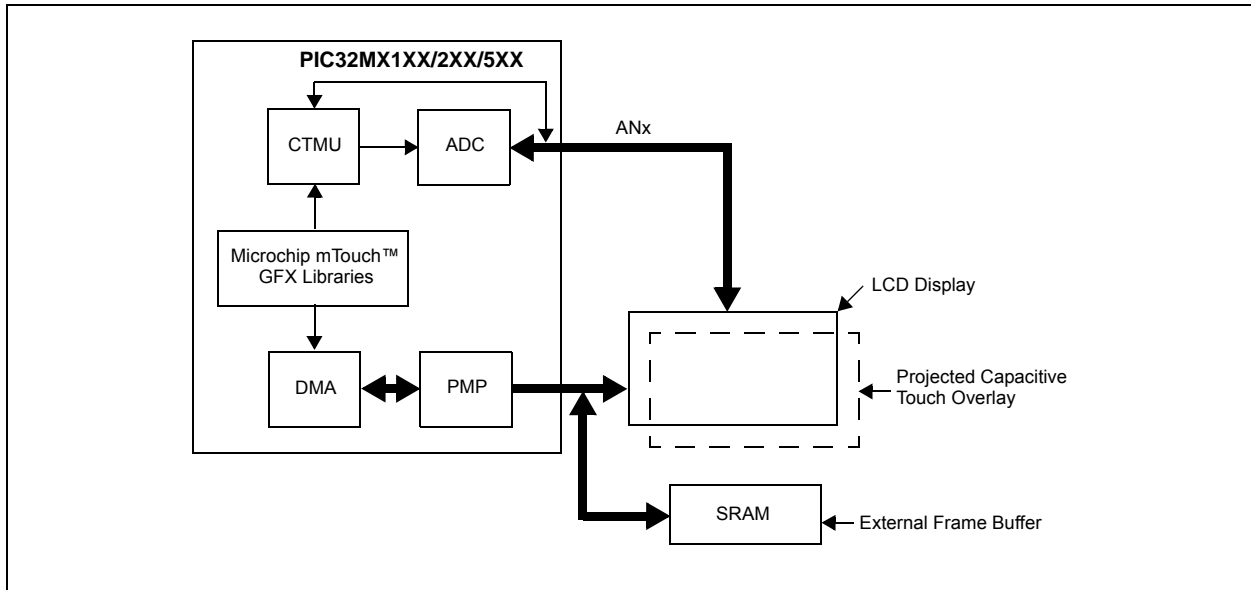 PIC32MX1XX/2XX/5XX
CTMU
ADC
ANx
Microchip mTouch™
GFX Libraries
LCD Display
DMA
PMP
Projected Capacitive
Touch Overlay
SRAM
External Frame Buffer